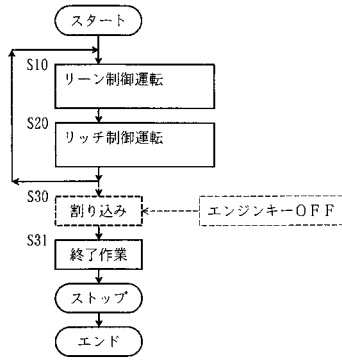 スタート
S10
リーン制御運転
S20
リッチ制御運転
S30
割り込み
エンジンキーOFF
S31
終了作業
ストップ
エンド